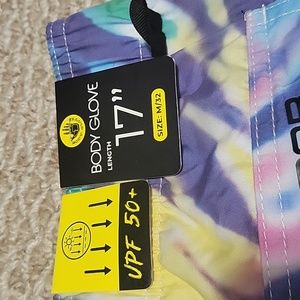 BODY GLOVE
LENGTH
17"
SIZE: M/32
UPF 50+